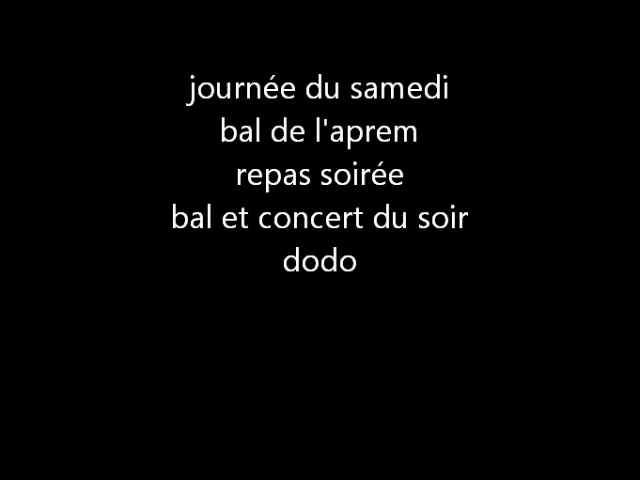 journée du samedi
bal de l'aprem
repas soirée
bal et concert du soir
dodo